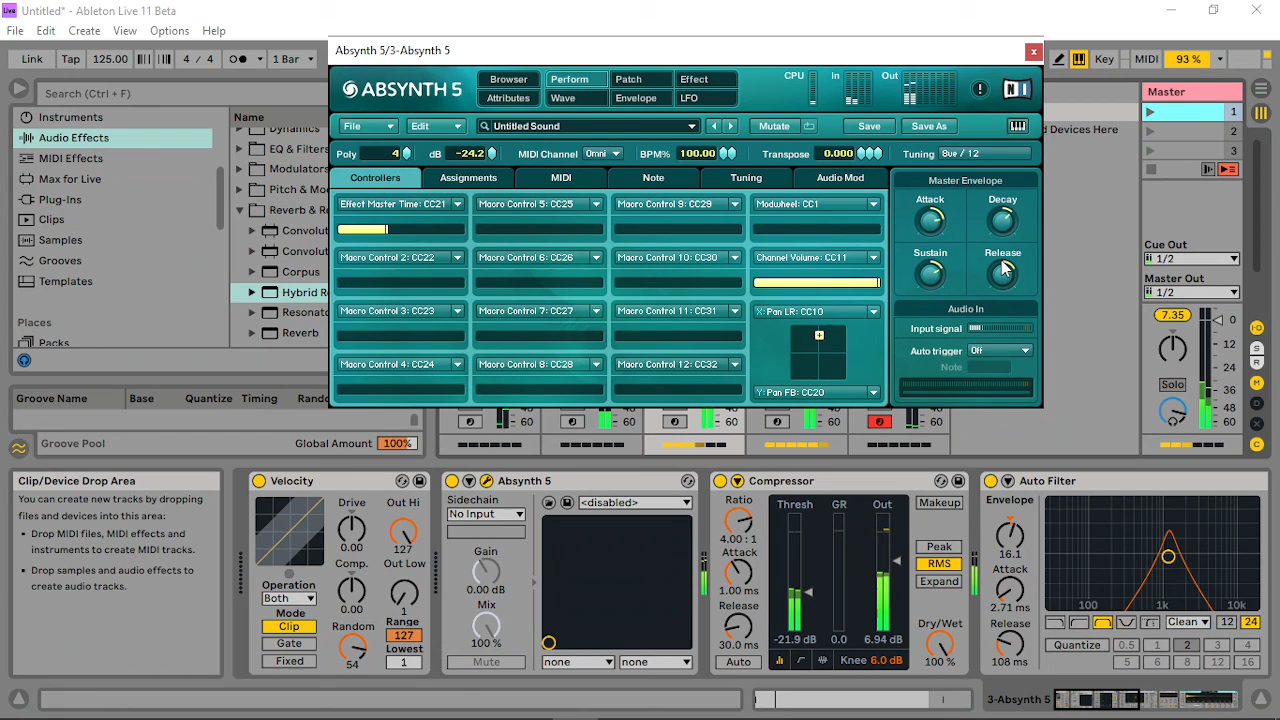 Live Untitled* - Ableton Live 11 Beta
File Edit Create View Options Help
Link Tap 125.00 4 / 4 1 Bar Key MIDI 93 %
Absynth 5/3-Absynth 5 x
ABSYNTH 5 Browser Perform Patch Effect CPU In Out ! NI
Attributes Wave Envelope LFO
File Edit Untitled Sound Mutate Save Save As
Poly 4 dB -24.2 MIDI Channel Omni BPM% 100.00 Transpose 0.000 Tuning 8ve / 12
Controllers Assignments MIDI Note Tuning Audio Mod
Effect Master Time: CC21 Macro Control 5: CC25 Macro Control 9: CC29 Modwheel: CC1
Macro Control 2: CC22 Macro Control 6: CC26 Macro Control 10: CC30 Channel Volume: CC11
Macro Control 3: CC23 Macro Control 7: CC27 Macro Control 11: CC31 X: Pan LR: CC10
Macro Control 4: CC24 Macro Control 8: CC28 Macro Control 12: CC32 Y: Pan FB: CC20
Master Envelope
Attack Decay
Sustain Release
Audio In
Input signal
Auto trigger Off
Note
Search (Ctrl + F)
Instruments
Audio Effects
MIDI Effects
Max for Live
Plug-Ins
Clips
Samples
Grooves
Templates
Places
Packs
Name
Dynamics
EQ & Filters
Modulators
Pitch & Mod
Reverb & Re
Convolut
Convolut
Corpus
Hybrid Re
Resonato
Reverb
d Devices Here
Master
1
2
3
Cue Out
1/2
Master Out
1/2
7.35 0
12
24
Solo 36
48
60
60 60 60 60 60
I·O
S
R
M
D
X
C
Groove Name Base Quantize Timing Rand
Groove Pool Global Amount 100%
Clip/Device Drop Area
You can create new tracks by dropping
files and devices into this area:
Drop MIDI files, MIDI effects and
instruments to create MIDI tracks.
Drop samples and audio effects to
create audio tracks.
Velocity
Drive Out Hi
0.00 127
Operation Comp. Out Low
Both 0.00 1
Mode
Clip Random Range
Gate 127
Fixed 54 Lowest
1
Absynth 5
Sidechain <disabled>
No Input
Gain
0.00 dB
Mix
100 %
Mute none none
Compressor
Ratio Thresh GR Out Makeup
4.00 : 1
Attack Peak
1.00 ms RMS
Release Expand
30.0 ms -21.9 dB 0.0 6.94 dB Dry/Wet
Auto Knee 6.0 dB 100 %
Auto Filter
Envelope
16.1
Attack
2.71 ms 100 1k 10k
Release Clean 12 24
108 ms Quantize 0.5 1 2 3 4
5 6 8 12 16
3-Absynth 5